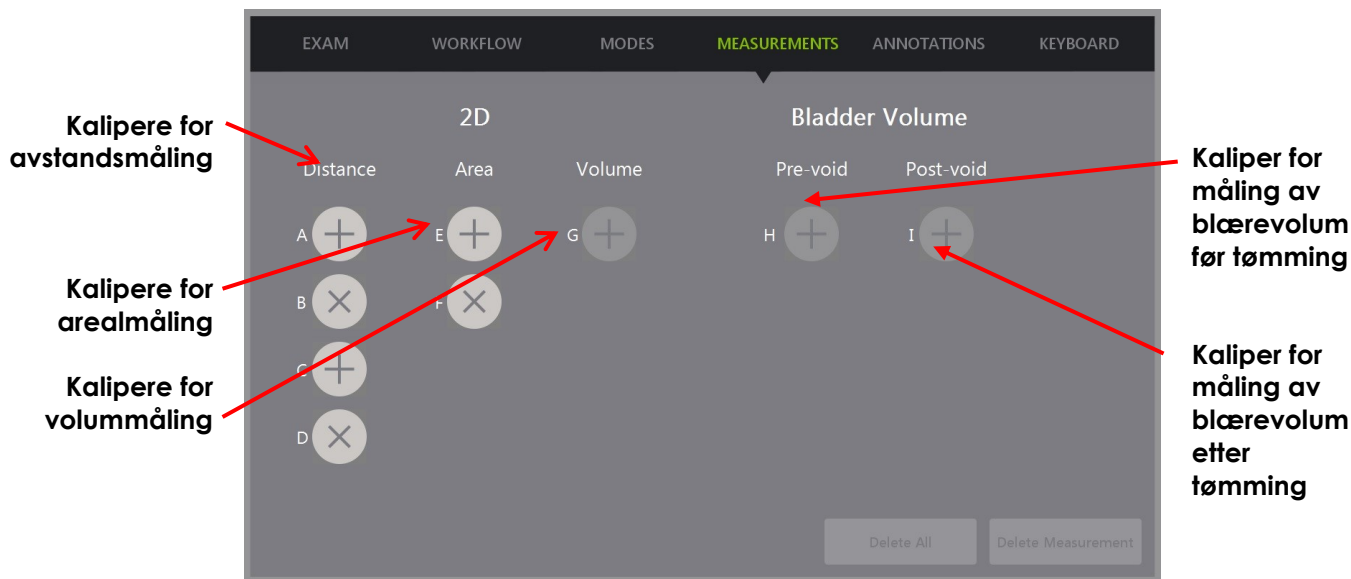 EXAM WORKFLOW MODES MEASUREMENTS ANNOTATIONS KEYBOARD
2D Bladder Volume
Distance Area Volume Pre-void Post-void
A E G H I
B F
C
D
Delete All Delete Measurement
Kalipere for
avstandsmåling
Kalipere for
arealmåling
Kalipere for
volummåling
Kaliper for
måling av
blærevolum
før tømming
Kaliper for
måling av
blærevolum
etter
tømming